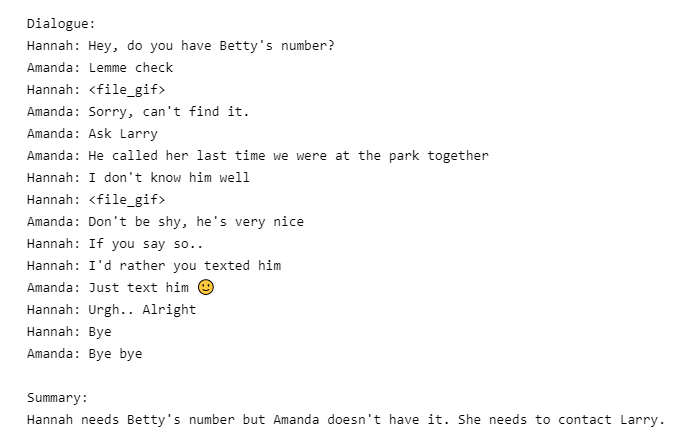 Dialogue:
Hannah: Hey, do you have Betty's number?
Amanda: Lemme check
Hannah: <file_gif>
Amanda: Sorry, can't find it.
Amanda: Ask Larry
Amanda: He called her last time we were at the park together
Hannah: I don't know him well
Hannah: <file_gif>
Amanda: Don't be shy, he's very nice
Hannah: If you say so..
Hannah: I'd rather you texted him
Amanda: Just text him 🙂
Hannah: Urgh.. Alright
Hannah: Bye
Amanda: Bye bye

Summary:
Hannah needs Betty's number but Amanda doesn't have it. She needs to contact Larry.